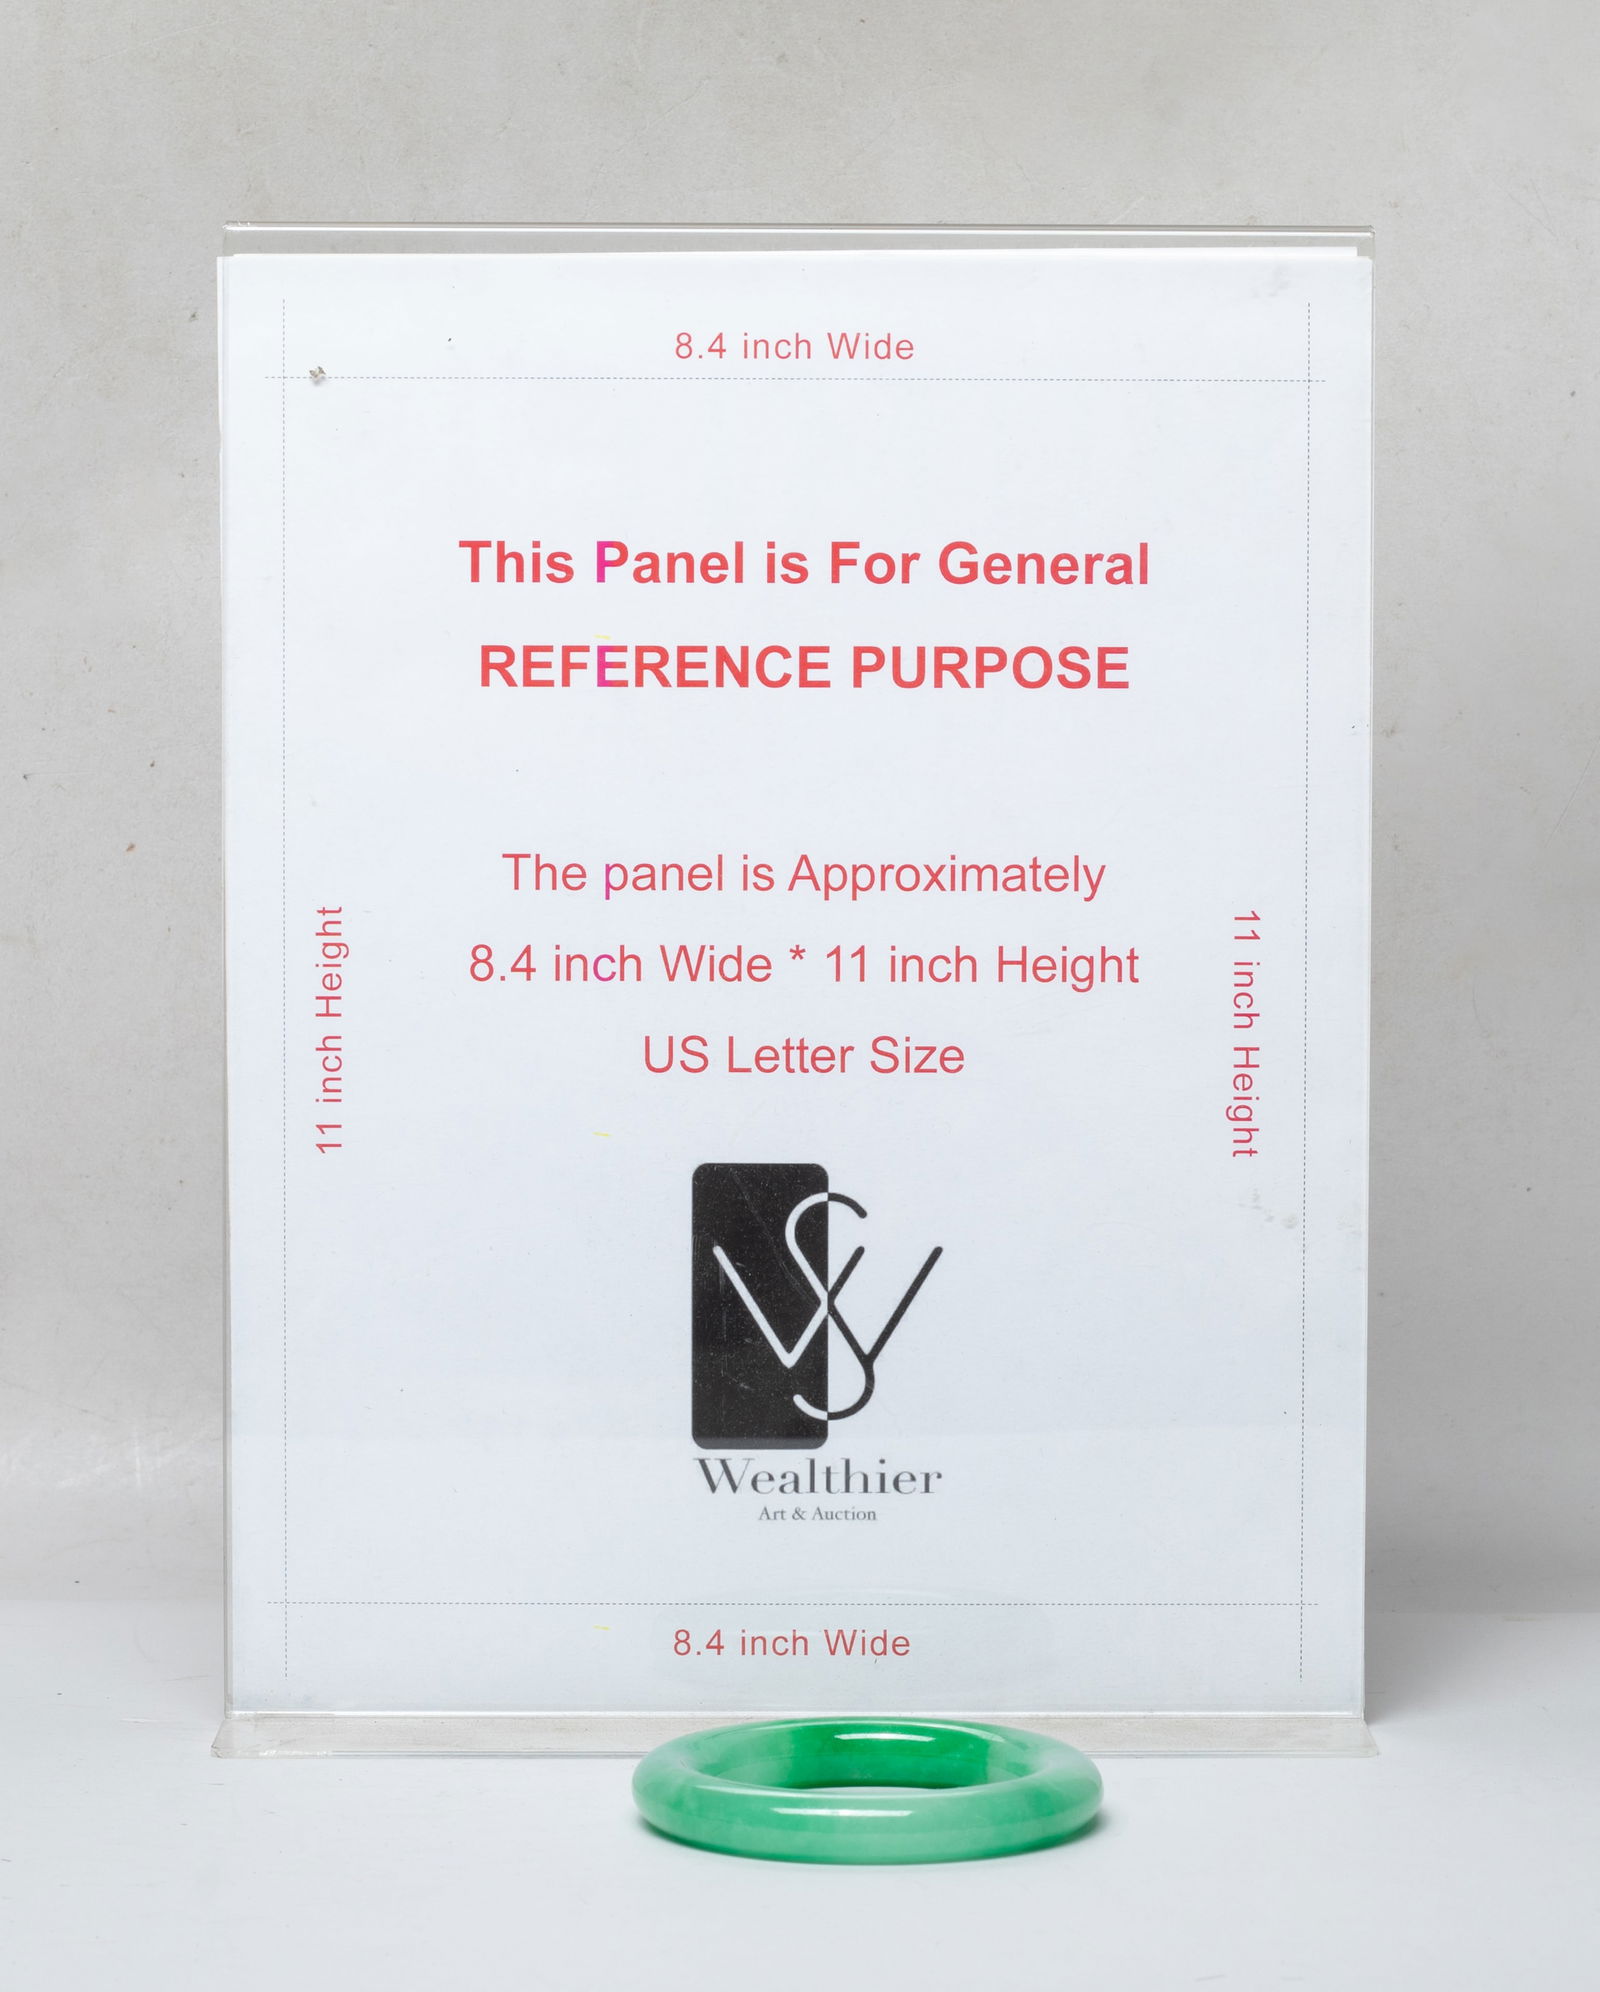 8.4 inch Wide
This Panel is For General
REFERENCE PURPOSE
The panel is Approximately
8.4 inch Wide * 11 inch Height
US Letter Size
11 inch Height
11 inch Height
WSY
Wealthier
Art & Auction
8.4 inch Wide